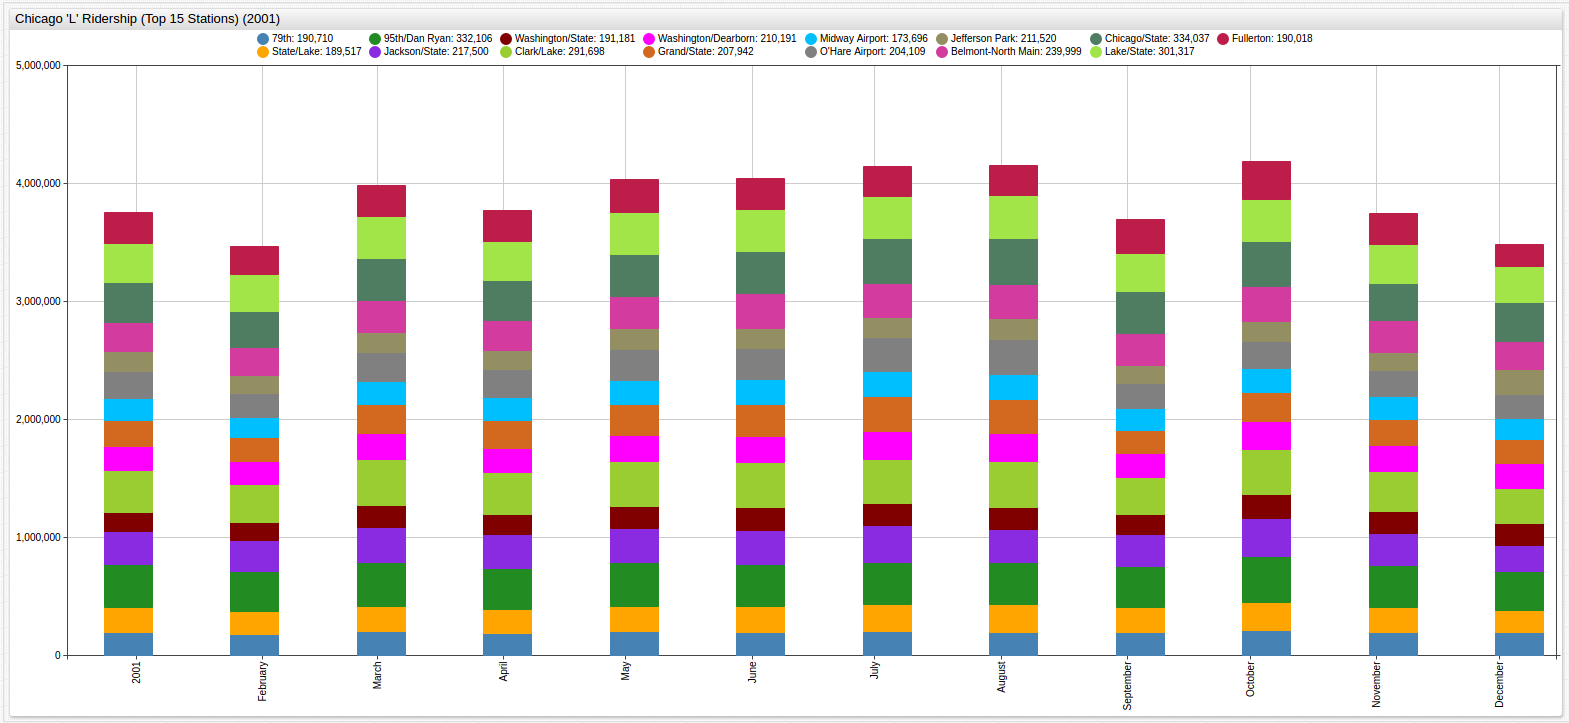 Chicago 'L' Ridership (Top 15 Stations) (2001)
79th: 190,710 95th/Dan Ryan: 332,106 Washington/State: 191,181 Washington/Dearborn: 210,191 Midway Airport: 173,696 Jefferson Park: 211,520 Chicago/State: 334,037 Fullerton: 190,018
State/Lake: 189,517 Jackson/State: 217,500 Clark/Lake: 291,698 Grand/State: 207,942 O'Hare Airport: 204,109 Belmont-North Main: 239,999 Lake/State: 301,317
5,000,000
4,000,000
3,000,000
2,000,000
1,000,000
0
2001
February
March
April
May
June
July
August
September
October
November
December